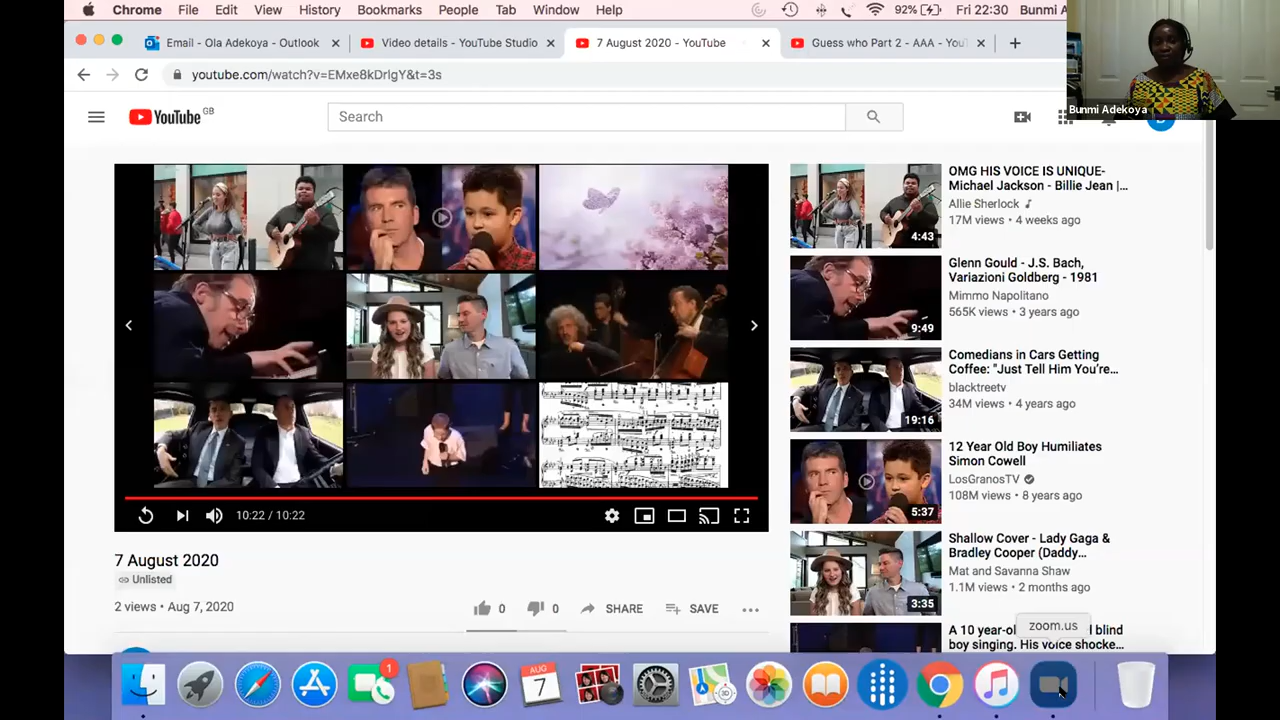 Chrome File Edit View History Bookmarks People Tab Window Help 92% Fri 22:30 Bunmi A
Email - Ola Adekoya - Outlook Video details - YouTube Studio 7 August 2020 - YouTube Guess who Part 2 - AAA - You
youtube.com/watch?v=EMxe8kDrlgY&t=3s
Bunmi Adekoya
YouTube GB Search
OMG HIS VOICE IS UNIQUE-
Michael Jackson - Billie Jean |...
Allie Sherlock
17M views • 4 weeks ago
4:43
Glenn Gould - J.S. Bach,
Variazioni Goldberg - 1981
Mimmo Napolitano
565K views • 3 years ago
9:49
Comedians in Cars Getting
Coffee: "Just Tell Him You're...
blacktreetv
34M views • 4 years ago
19:16
12 Year Old Boy Humiliates
Simon Cowell
LosGranosTV
108M views • 8 years ago
5:37
Shallow Cover - Lady Gaga &
Bradley Cooper (Daddy...
Mat and Savanna Shaw
1.1M views • 2 months ago
3:35
A 10 year-ol blind
boy singing. His voice shocke...
10:22 / 10:22
7 August 2020
Unlisted
2 views • Aug 7, 2020
0 0 SHARE SAVE
zoom.us
1
AUG
7
3D